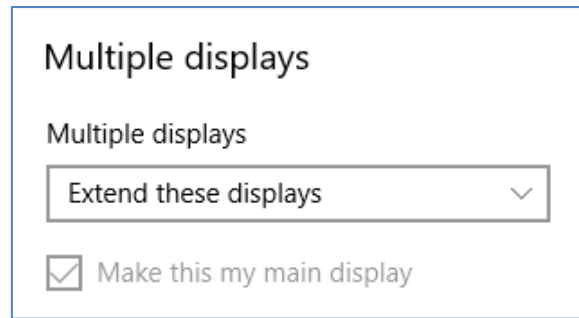 Multiple displays
Multiple displays
Extend these displays
Make this my main display